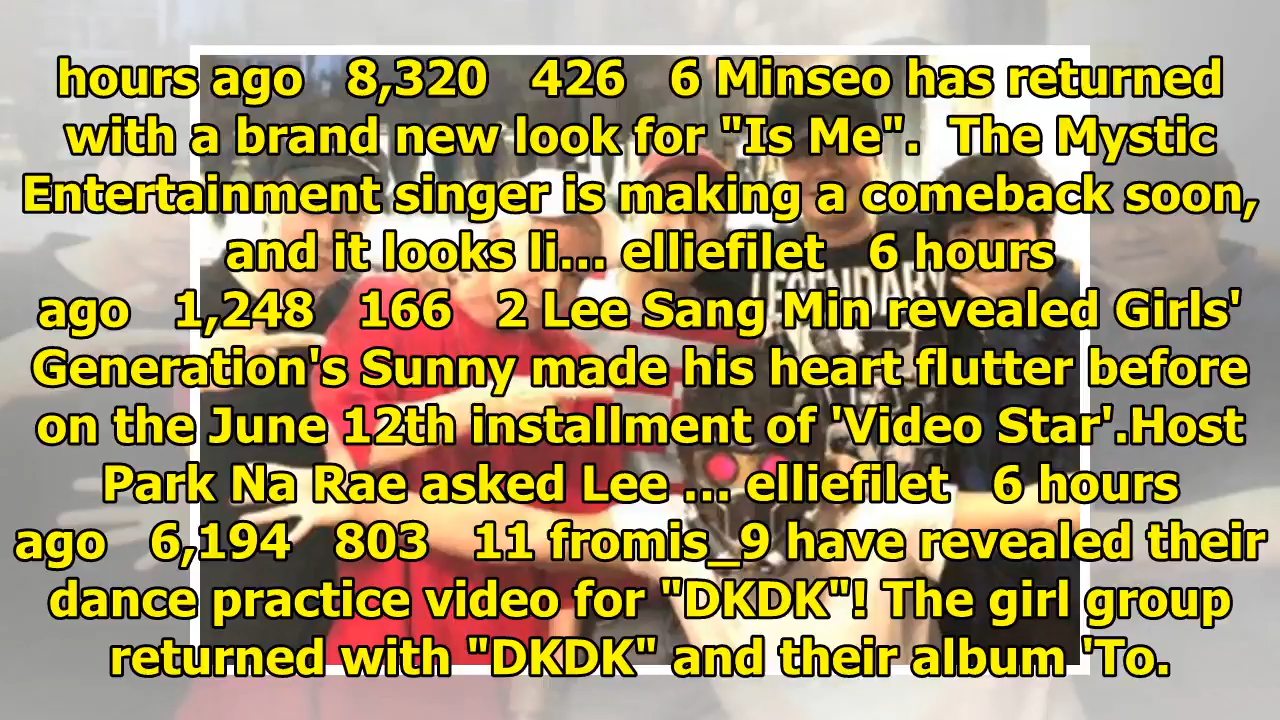 hours ago 8,320 426 6 Minseo has returned
with a brand new look for "Is Me". The Mystic
Entertainment singer is making a comeback soon,
and it looks li... elliefilet 6 hours
ago 1,248 166 2 Lee Sang Min revealed Girls'
Generation's Sunny made his heart flutter before
on the June 12th installment of 'Video Star'.Host
Park Na Rae asked Lee ... elliefilet 6 hours
ago 6,194 803 11 fromis_9 have revealed their
dance practice video for "DKDK"! The girl group
returned with "DKDK" and their album 'To.
LEGENDARY